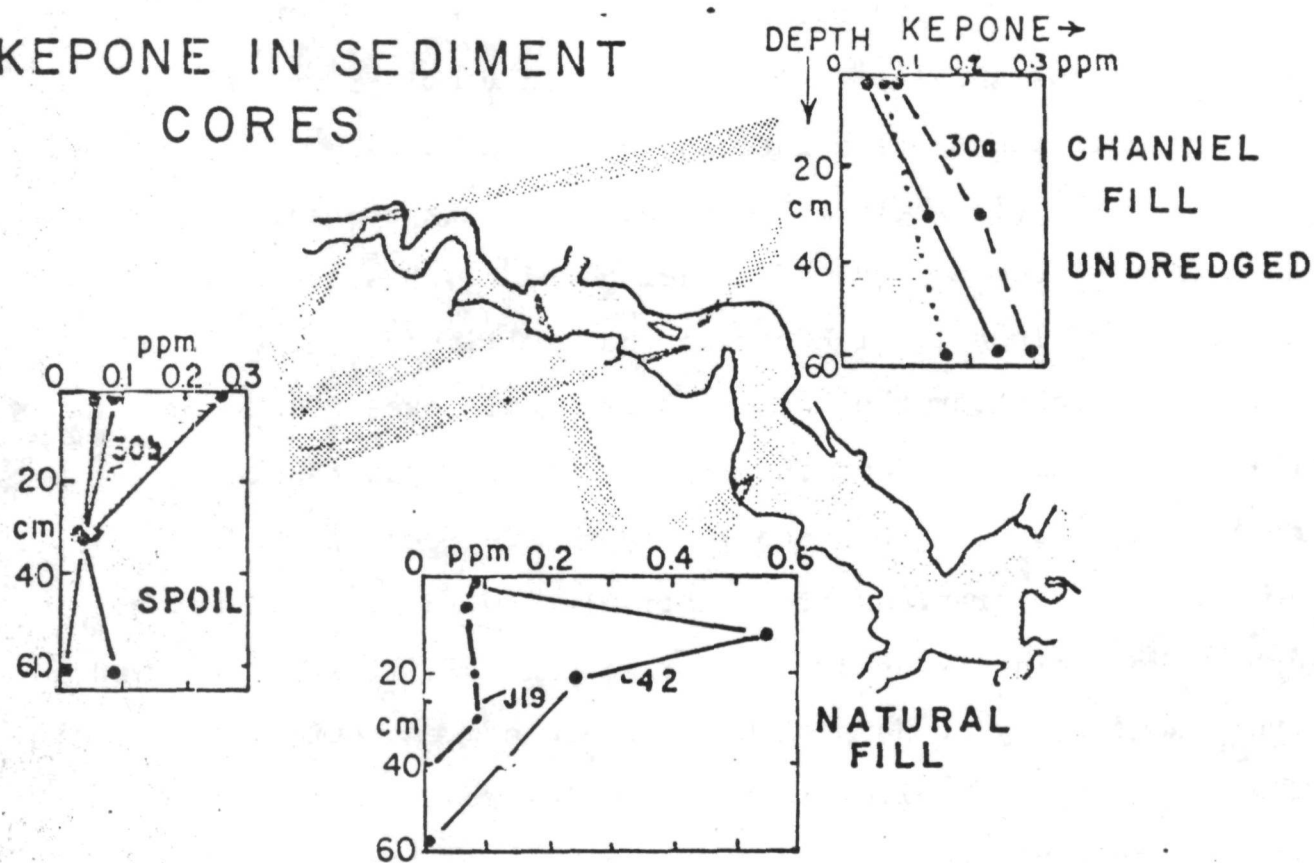 KEPONE IN SEDIMENT
CORES
DEPTH KEPONE→
0 0.1 0.2 0.3 ppm
20
cm
40
60
30a
CHANNEL
FILL
UNDREDGED
ppm
0 0.1 0.2 0.3
20
cm
40
60
30b
SPOIL
0 ppm 0.2 0.4 0.6
20
cm
40
60
J19
42
NATURAL
FILL